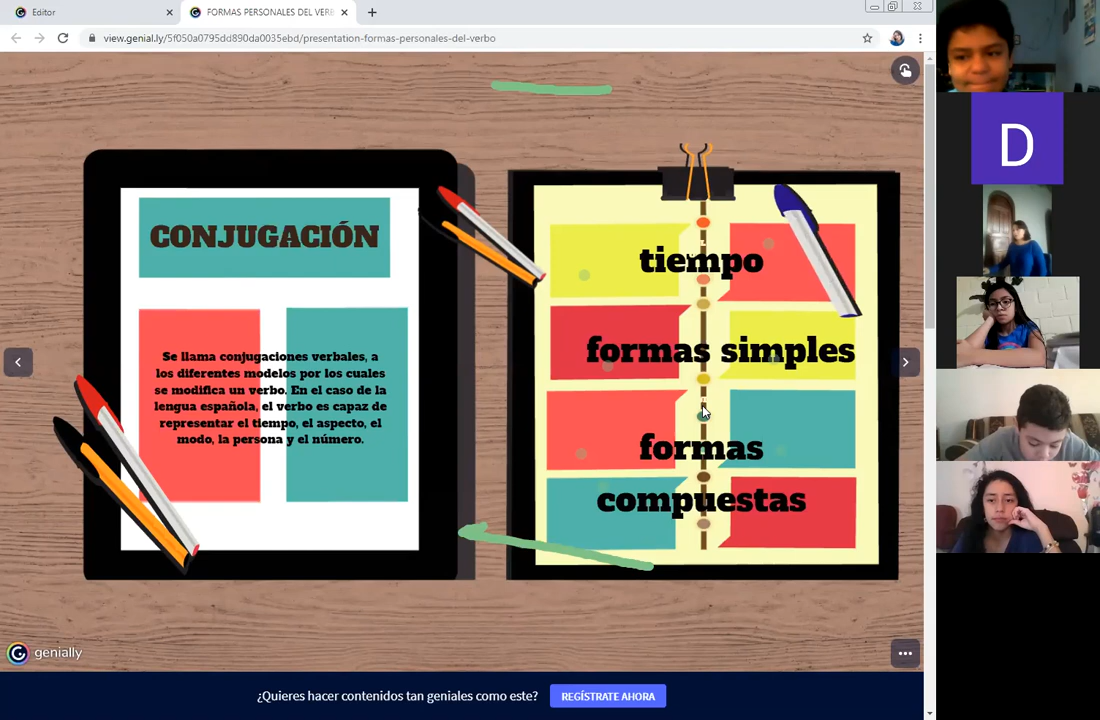 Editor
FORMAS PERSONALES DEL VERB
view.genial.ly/5f050a0795dd890da0035ebd/presentation-formas-personales-del-verbo
CONJUGACIÓN
Se llama conjugaciones verbales, a
los diferentes modelos por los cuales
se modifica un verbo. En el caso de la
lengua española, el verbo es capaz de
representar el tiempo, el aspecto, el
modo, la persona y el número.
tiempo
formas simples
formas
compuestas
D
genially
¿Quieres hacer contenidos tan geniales como este?
REGÍSTRATE AHORA